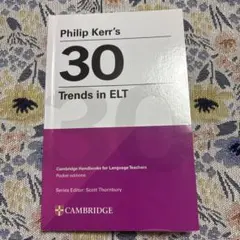 Philip Kerr's
30
Trends in ELT
Cambridge Handbooks for Language Teachers
Pocket editions
Series Editor: Scott Thornbury
CAMBRIDGE